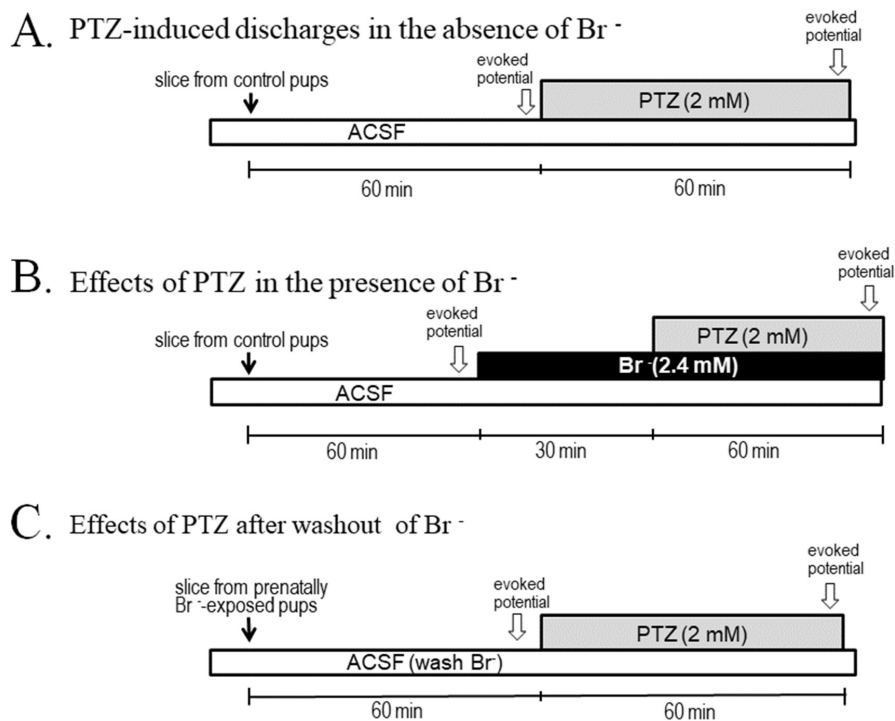 A. PTZ-induced discharges in the absence of Br -
evoked
potential
slice from control pups
evoked
potential
PTZ (2 mM)
ACSF
60 min
60 min
B. Effects of PTZ in the presence of Br -
evoked
potential
slice from control pups
evoked
potential
PTZ (2 mM)
Br -(2.4 mM)
ACSF
60 min
30 min
60 min
C. Effects of PTZ after washout of Br -
slice from prenatally
Br --exposed pups
evoked
potential
evoked
potential
PTZ (2 mM)
ACSF (wash Br-)
60 min
60 min